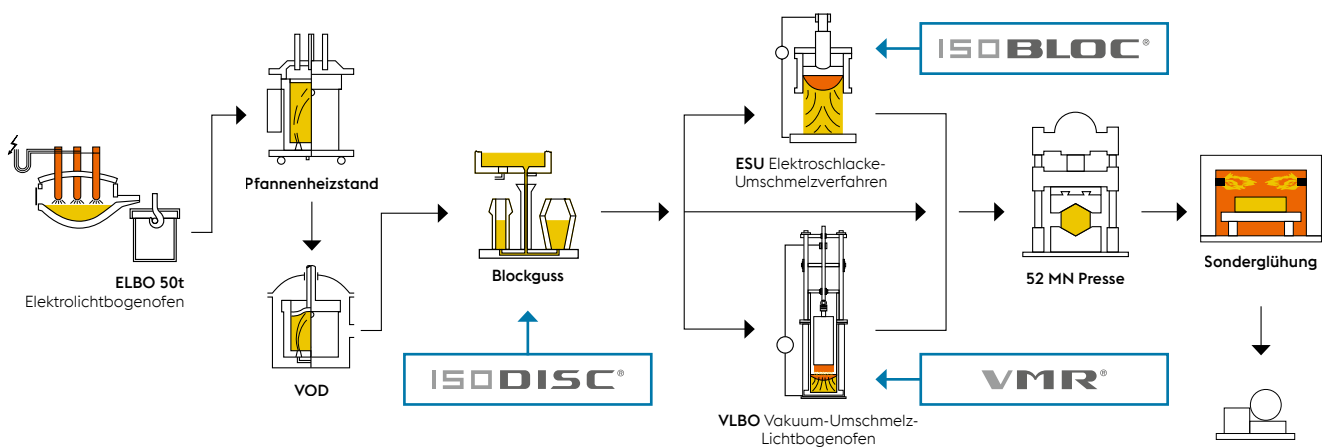 ISOBLOC®
ESU Elektroschlacke-
Umschmelzverfahren
Pfannenheizstand
ELBO 50t
Elektrolichtbogenofen
Blockguss
52 MN Presse
Sonderglühung
VOD
ISODISC®
VMR®
VLBO Vakuum-Umschmelz-
Lichtbogenofen